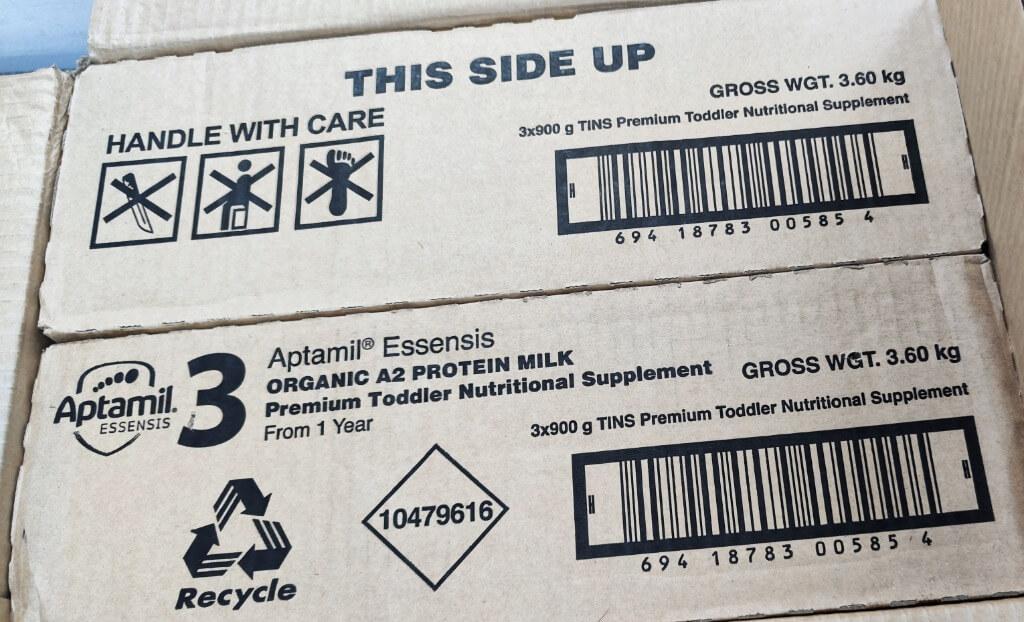 THIS SIDE UP
HANDLE WITH CARE
GROSS WGT. 3.60 kg
3x900 g TINS Premium Toddler Nutritional Supplement
H H
694 18783 00585 4
Aptamil.
ESSENSIS
3
Aptamil® Essensis
ORGANIC A2 PROTEIN MILK
Premium Toddler Nutritional Supplement
From 1 Year
GROSS WGT. 3.60 kg
3x900 g TINS Premium Toddler Nutritional Supplement
H H
694 18783 00585 4
10479616
Recycle